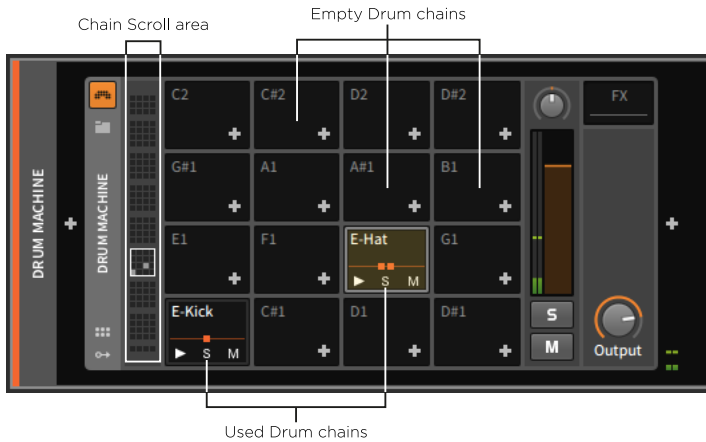 Empty Drum chains
Chain Scroll area
DRUM MACHINE
DRUM MACHINE
C2
C#2
D2
D#2
FX
G#1
A1
A#1
B1
E1
F1
E-Hat
G1
S M
E-Kick
C#1
D1
D#1
S
S M
M
Output
Used Drum chains